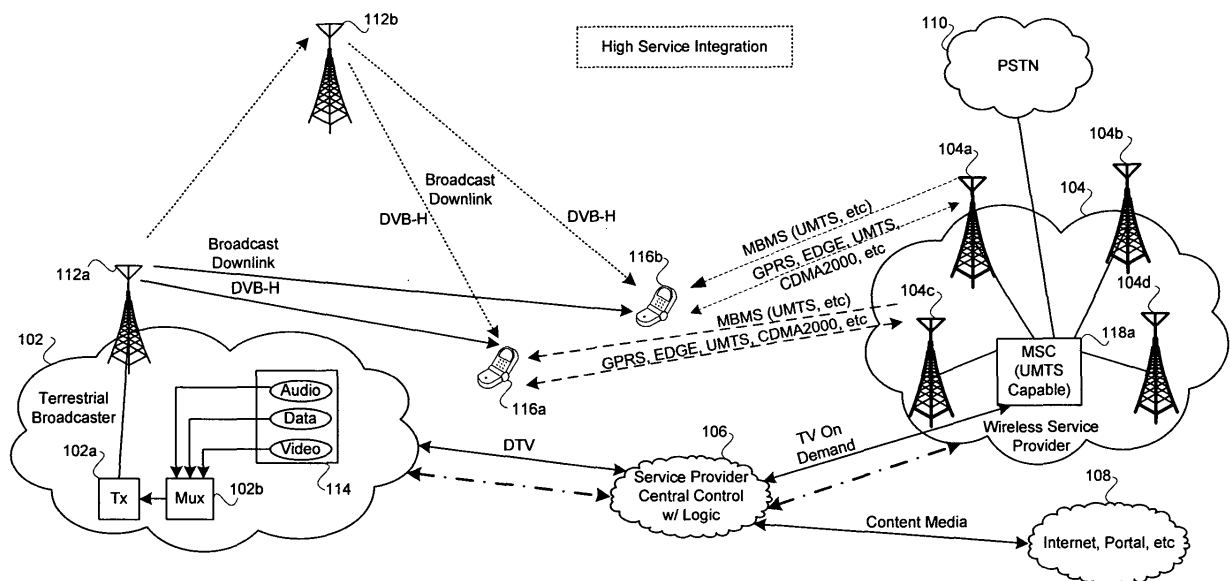 112b
High Service Integration
110
PSTN
104a
104b
104
Broadcast
Downlink
DVB-H
DVB-H
MBMS (UMTS, etc)
GPRS, EDGE, UMTS,
CDMA2000, etc
112a
Broadcast
Downlink
DVB-H
116b
104c
104d
MBMS (UMTS, etc)
GPRS, EDGE, UMTS, CDMA2000, etc
118a
MSC
(UMTS
Capable)
102
Terrestrial
Broadcaster
Audio
Data
Video
116a
Wireless Service
Provider
102a
Tx
Mux
102b
114
DTV
106
Service Provider
Central Control
w/ Logic
TV On
Demand
108
Content Media
Internet, Portal, etc